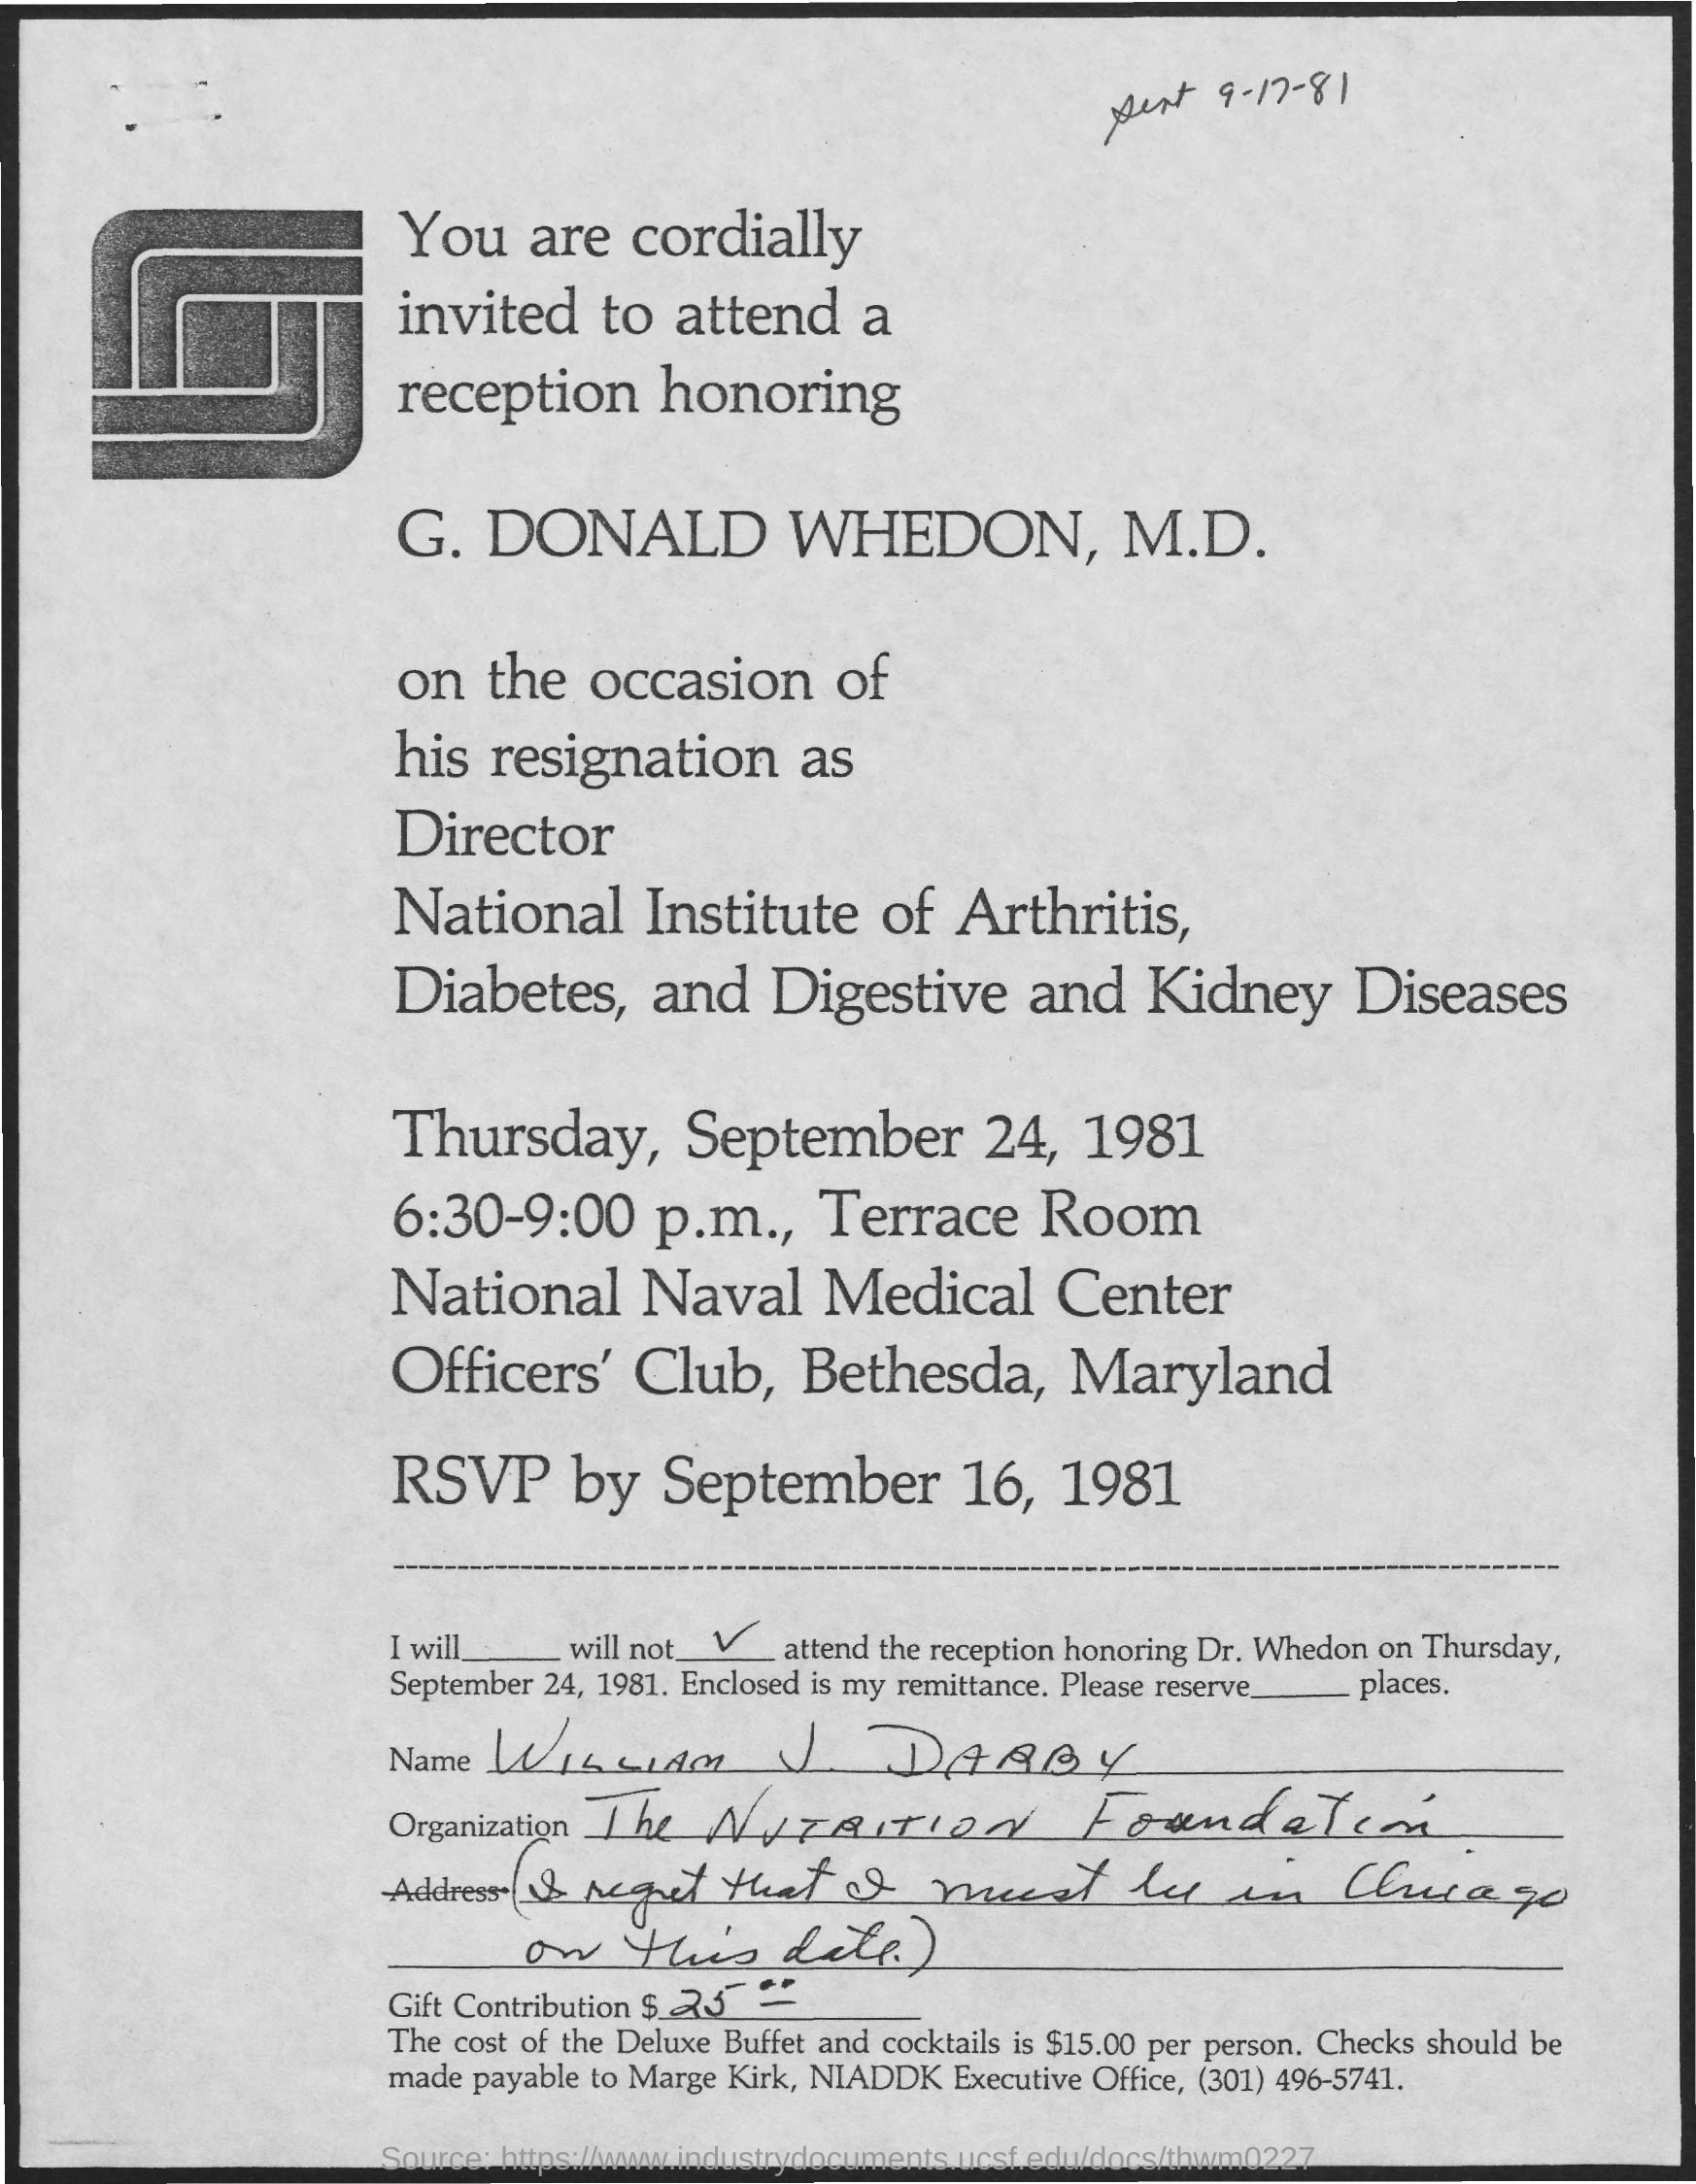 sent 9-17-81
You are cordially
invited to attend a
reception honoring
G. DONALD WHEDON, M.D.
on the occasion of
his resignation as
Director
National Institute of Arthritis,
Diabetes, and Digestive and Kidney Diseases
Thursday, September 24, 1981
6:30-9:00 p.m., Terrace Room
National Naval Medical Center
Officers' Club, Bethesda, Maryland
RSVP by September 16, 1981
I will_____ will not ✓ attend the reception honoring Dr. Whedon on Thursday,
September 24, 1981. Enclosed is my remittance. Please reserve_____ places.
Name WILLIAM J. DARBY
Organization The NUTRITION Foundation
Address (I regret that I must be in Chicago
on this date.)
Gift Contribution $ 25 00
The cost of the Deluxe Buffet and cocktails is $15.00 per person. Checks should be
made payable to Marge Kirk, NIADDK Executive Office, (301) 496-5741.
Source: https://www.industrydocuments.ucsf.edu/docs/thwm0227